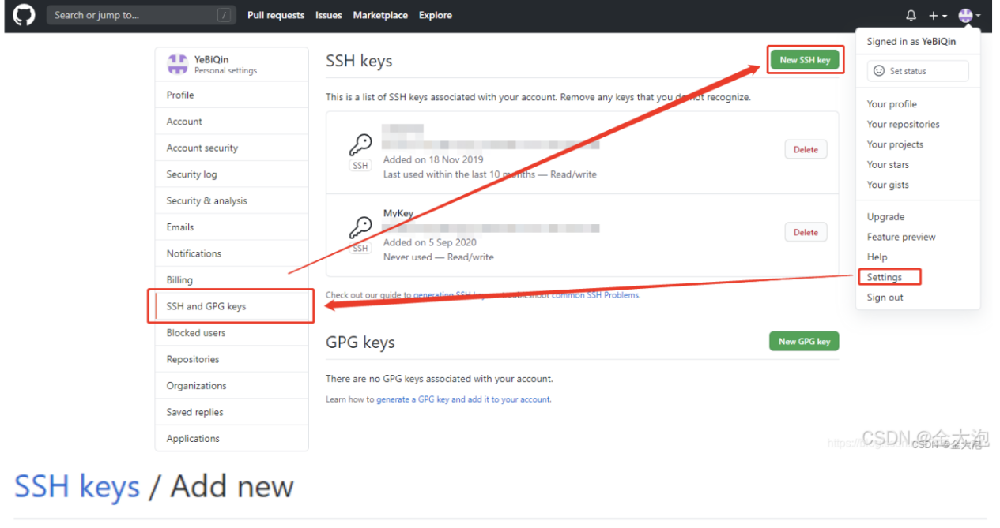 Search or jump to... / Pull requests Issues Marketplace Explore
Signed in as YeBiQin
Set status
Your profile
Your repositories
Your projects
Your stars
Your gists
Upgrade
Feature preview
Help
Settings
Sign out
YeBiQin
Personal settings
Profile
Account
Account security
Security log
Security & analysis
Emails
Notifications
Billing
SSH and GPG keys
Blocked users
Repositories
Organizations
Saved replies
Applications
SSH keys
New SSH key
This is a list of SSH keys associated with your account. Remove any keys that you do not recognize.
SSH
Added on 18 Nov 2019
Last used within the last 10 months — Read/write
Delete
MyKey
SSH
Added on 5 Sep 2020
Never used — Read/write
Delete
Check out our guide to generating SSH common SSH Problems.
GPG keys
New GPG key
There are no GPG keys associated with your account.
Learn how to generate a GPG key and add it to your account.
CSDN @金大泡
CSDN @金大泡
SSH keys / Add new